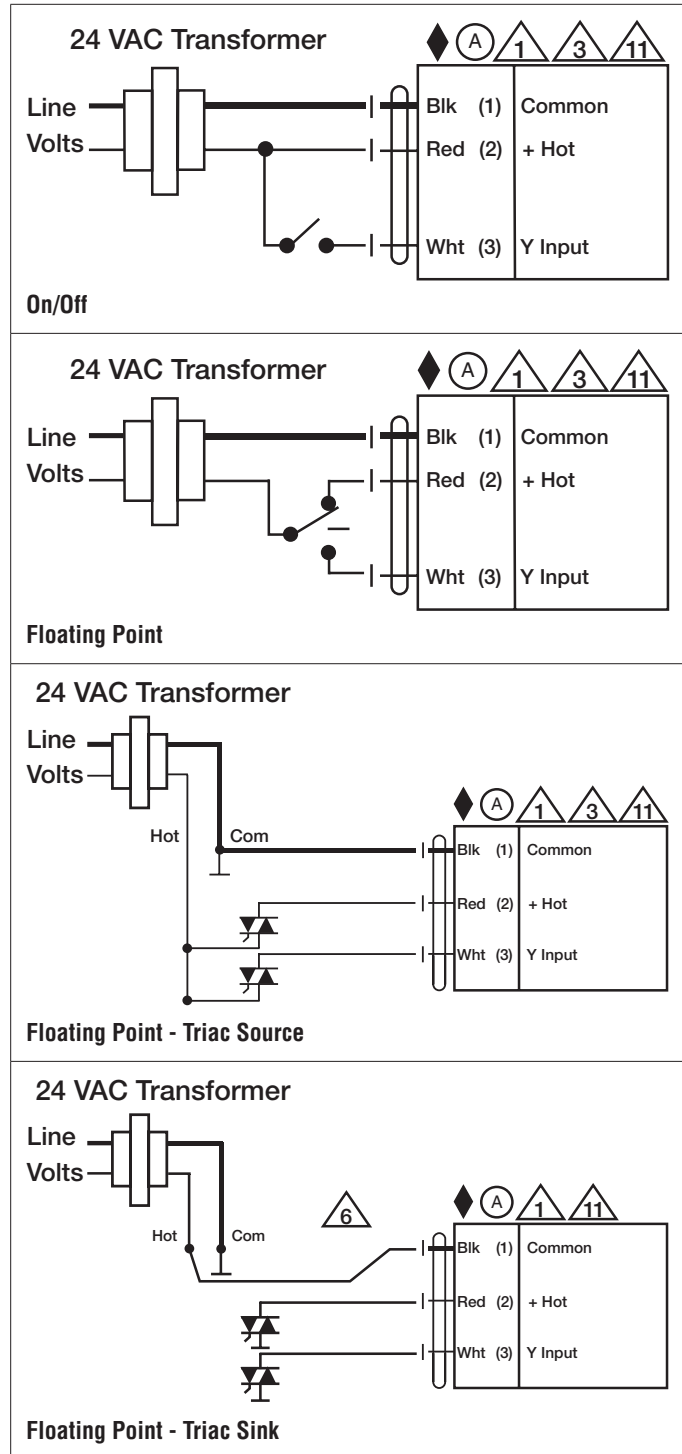 24 VAC Transformer
A 1 3 11
Line
Volts
Blk (1) Common
Red (2) + Hot
Wht (3) Y Input
On/Off
24 VAC Transformer
A 1 3 11
Line
Volts
Blk (1) Common
Red (2) + Hot
Wht (3) Y Input
Floating Point
24 VAC Transformer
Line
Volts
A 1 3 11
Hot Com
Blk (1) Common
Red (2) + Hot
Wht (3) Y Input
Floating Point - Triac Source
24 VAC Transformer
Line
Volts
6 A 1 11
Hot Com
Blk (1) Common
Red (2) + Hot
Wht (3) Y Input
Floating Point - Triac Sink